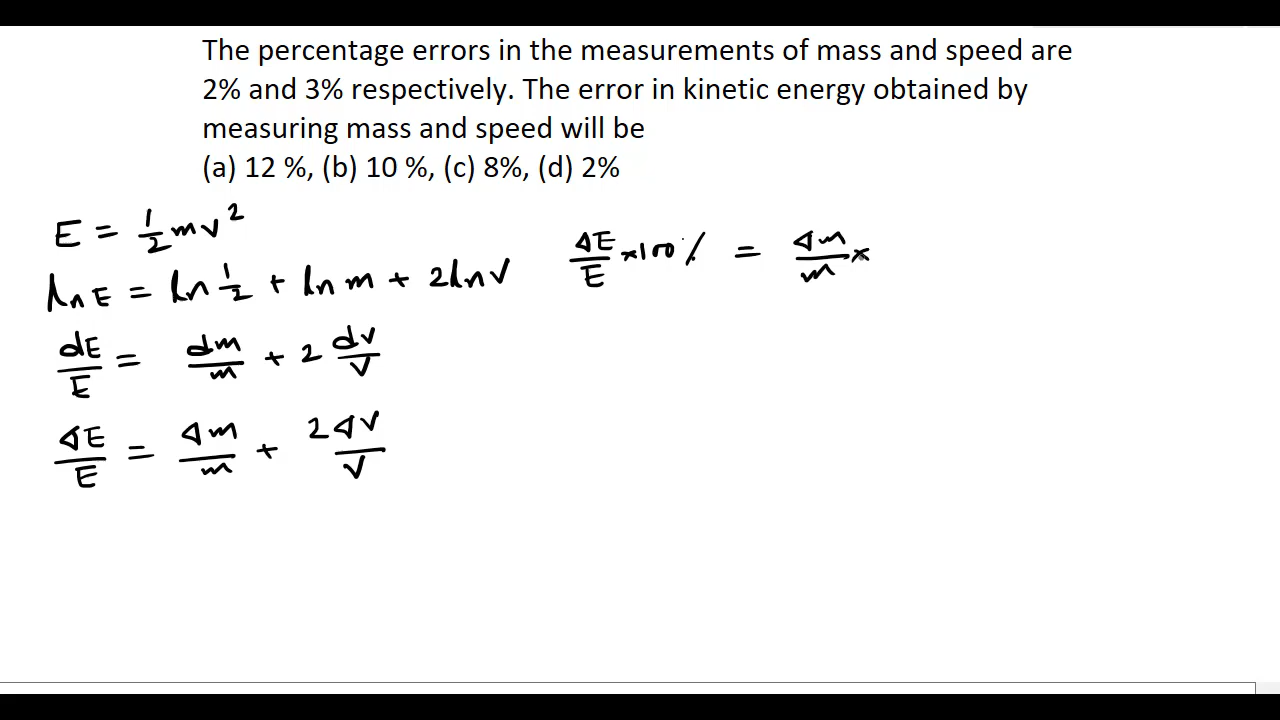 The percentage errors in the measurements of mass and speed are
2% and 3% respectively. The error in kinetic energy obtained by
measuring mass and speed will be
(a) 12 %, (b) 10 %, (c) 8%, (d) 2%
E = 1/2 mv²
ln E = ln 1/2 + ln m + 2 ln v
dE/E = dm/m + 2 dv/v
ΔE/E = Δm/m + 2Δv/v
ΔE/E × 100 % = Δm/m ×